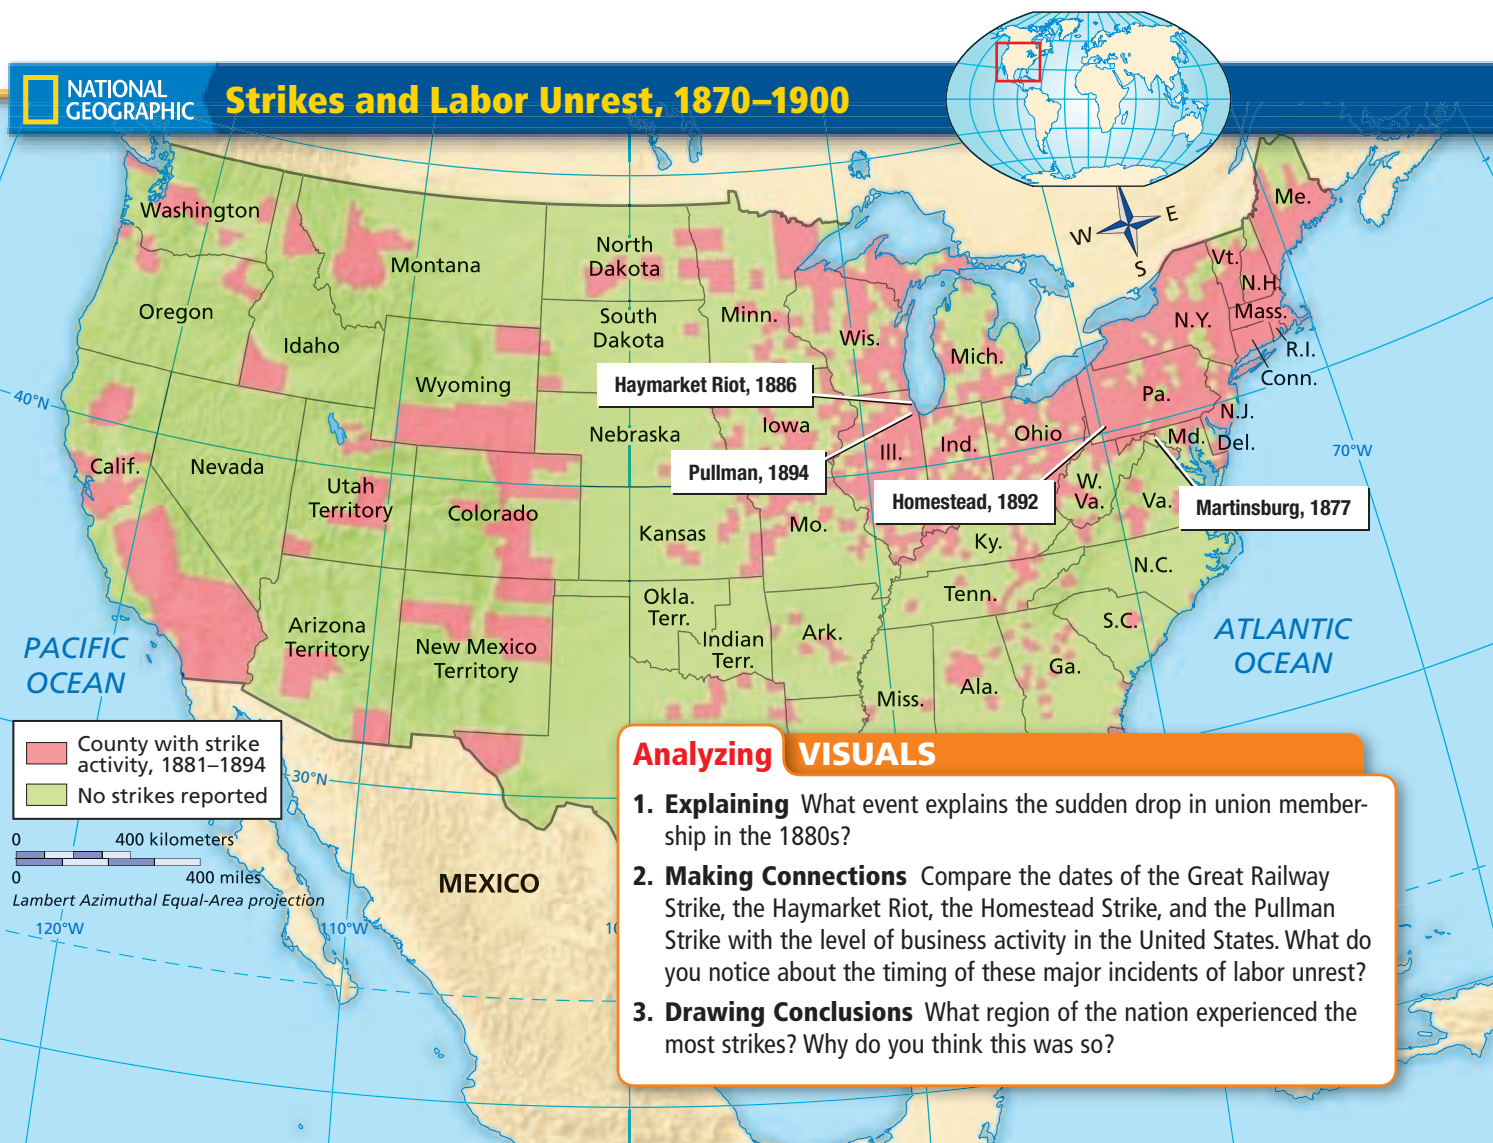 NATIONAL
GEOGRAPHIC
Strikes and Labor Unrest, 1870–1900
W
E
S
Washington
Oregon
Idaho
Montana
Wyoming
North
Dakota
South
Dakota
Nebraska
Minn.
Wis.
Mich.
Iowa
Ill.
Ind.
Ohio
Pa.
N.Y.
Vt.
N.H.
Me.
Mass.
R.I.
Conn.
N.J.
Md.
Del.
W.
Va.
Va.
Ky.
Tenn.
N.C.
S.C.
Ga.
Ala.
Miss.
Ark.
Mo.
Kansas
Okla.
Terr.
Indian
Terr.
Colorado
Utah
Territory
Nevada
Calif.
Arizona
Territory
New Mexico
Territory
Haymarket Riot, 1886
Pullman, 1894
Homestead, 1892
Martinsburg, 1877
40°N
30°N
70°W
120°W
110°W
10
PACIFIC
OCEAN
ATLANTIC
OCEAN
MEXICO
County with strike
activity, 1881–1894
No strikes reported
0 400 kilometers
0 400 miles
Lambert Azimuthal Equal-Area projection
Analyzing VISUALS
1. Explaining What event explains the sudden drop in union member-
ship in the 1880s?
2. Making Connections Compare the dates of the Great Railway
Strike, the Haymarket Riot, the Homestead Strike, and the Pullman
Strike with the level of business activity in the United States. What do
you notice about the timing of these major incidents of labor unrest?
3. Drawing Conclusions What region of the nation experienced the
most strikes? Why do you think this was so?